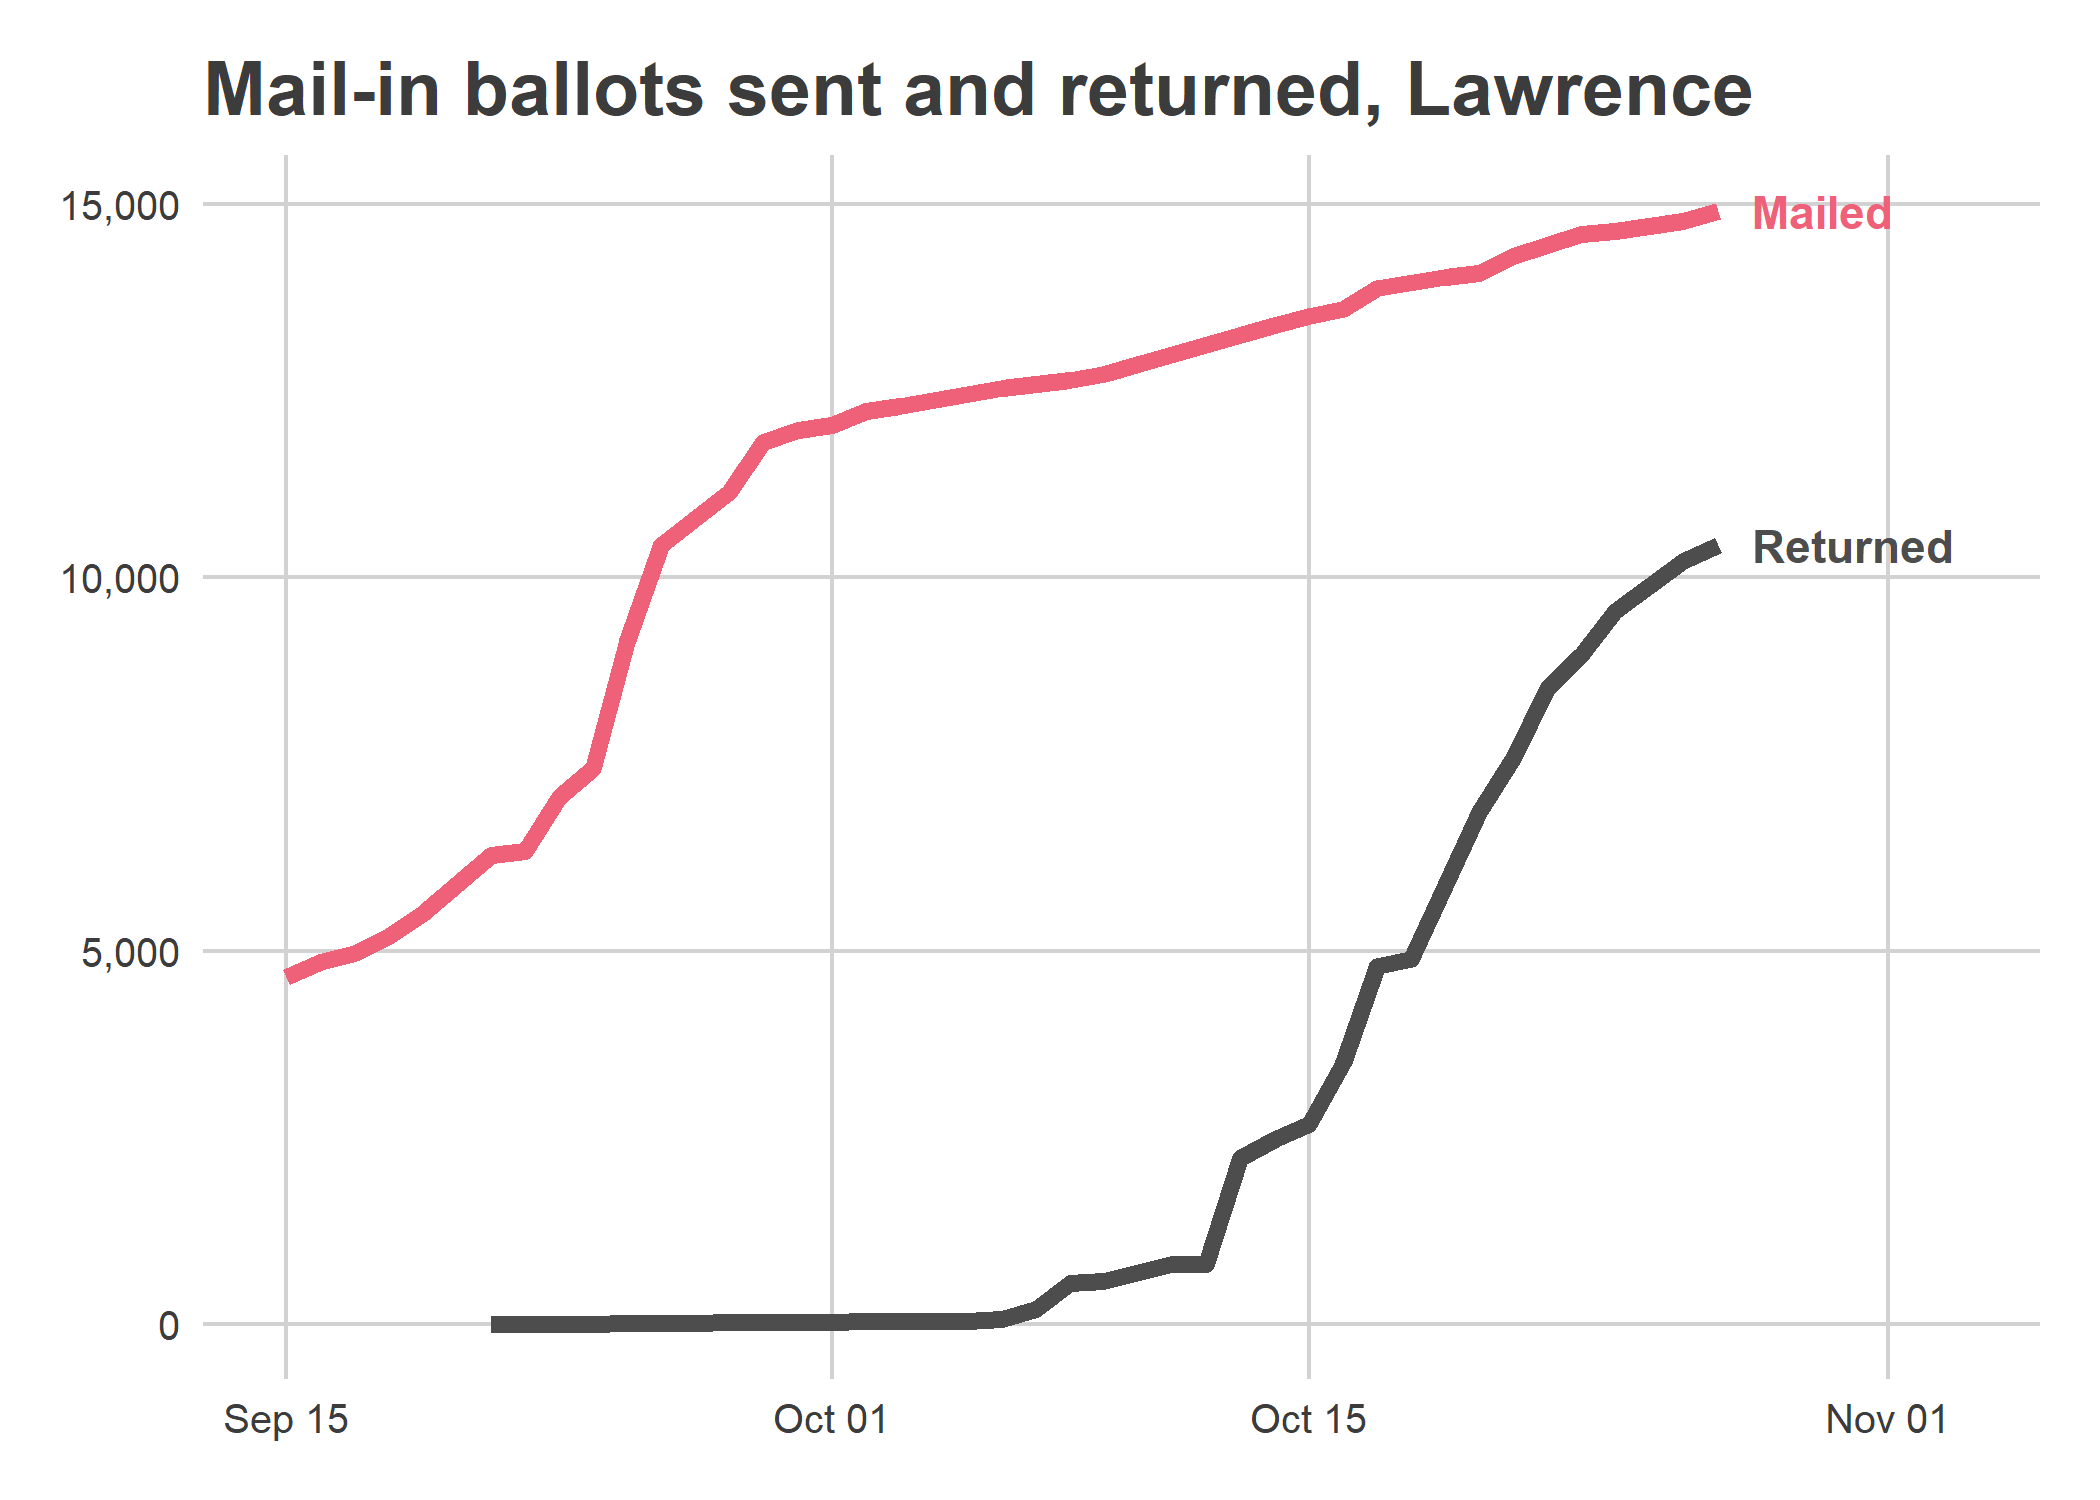 Mail-in ballots sent and returned, Lawrence
15,000
Mailed
10,000
Returned
5,000
0
Sep 15
Oct 01
Oct 15
Nov 01